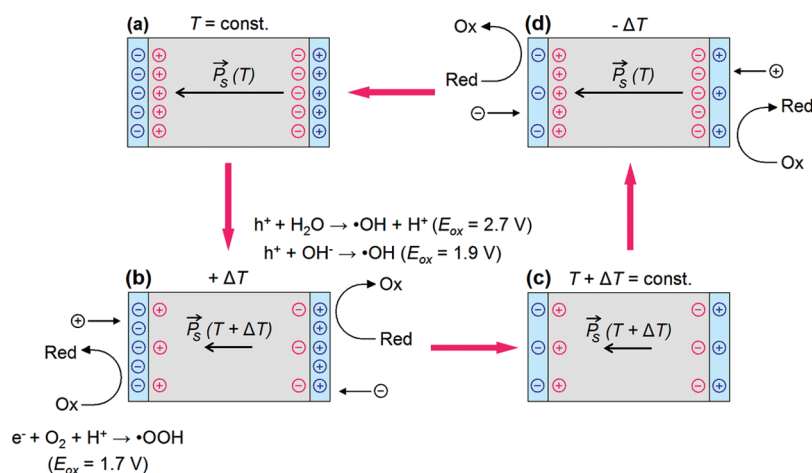 (a) T = const.
⊖ ⊕ ⊖ ⊕
⊖ ⊕ ⊖ ⊕
⊖ ⊕ P⃗s (T) ⊖ ⊕
⊖ ⊕ ⊖ ⊕
⊖ ⊕ ⊖ ⊕
(d) - ΔT
Ox
Red
⊖
⊖ ⊕ ⊖ ⊕
⊕ ⊖
⊖ ⊕ P⃗s (T) ⊖ ⊕
⊕ ⊖
⊖ ⊕ ⊖ ⊕
⊕
Red
Ox
h⁺ + H₂O → •OH + H⁺ (Eox = 2.7 V)
h⁺ + OH⁻ → •OH (Eox = 1.9 V)
(b) + ΔT
⊕
Red
Ox
⊖ ⊕ ⊖ ⊕
⊖ ⊕
⊖ ⊕ P⃗s (T + ΔT) ⊖ ⊕
⊖ ⊕
⊖ ⊕ ⊖ ⊕
Ox
Red
⊖
e⁻ + O₂ + H⁺ → •OOH
(Eox = 1.7 V)
(c) T + ΔT = const.
⊖ ⊕ ⊖ ⊕
⊖ ⊕ P⃗s (T + ΔT) ⊖ ⊕
⊖ ⊕ ⊖ ⊕